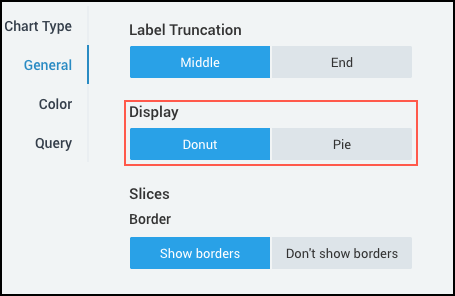 Chart Type
General
Color
Query
Label Truncation
Middle End
Display
Donut Pie
Slices
Border
Show borders Don't show borders